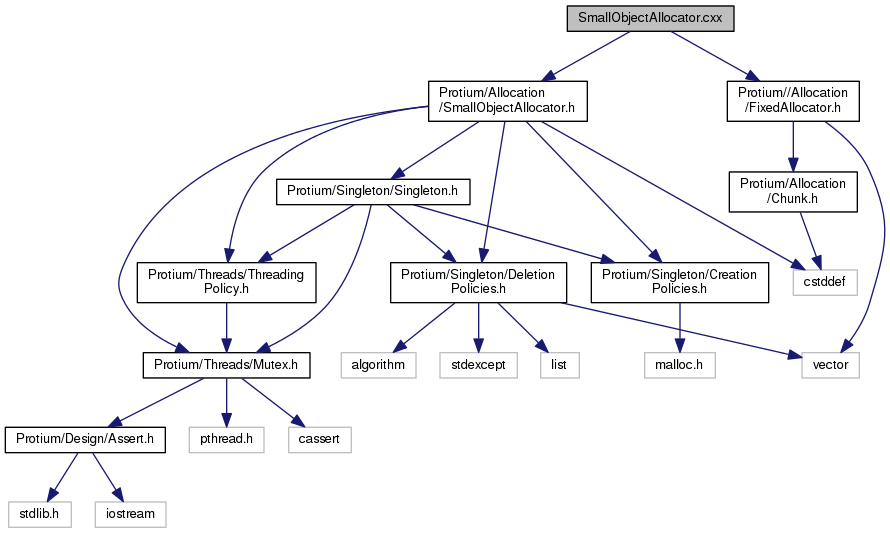 SmallObjectAllocator.cxx
Protium/Allocation
/SmallObjectAllocator.h
Protium//Allocation
/FixedAllocator.h
Protium/Singleton/Singleton.h
Protium/Allocation
/Chunk.h
Protium/Threads/Threading
Policy.h
Protium/Singleton/Deletion
Policies.h
Protium/Singleton/Creation
Policies.h
cstddef
Protium/Threads/Mutex.h
algorithm
stdexcept
list
malloc.h
vector
Protium/Design/Assert.h
pthread.h
cassert
stdlib.h
iostream